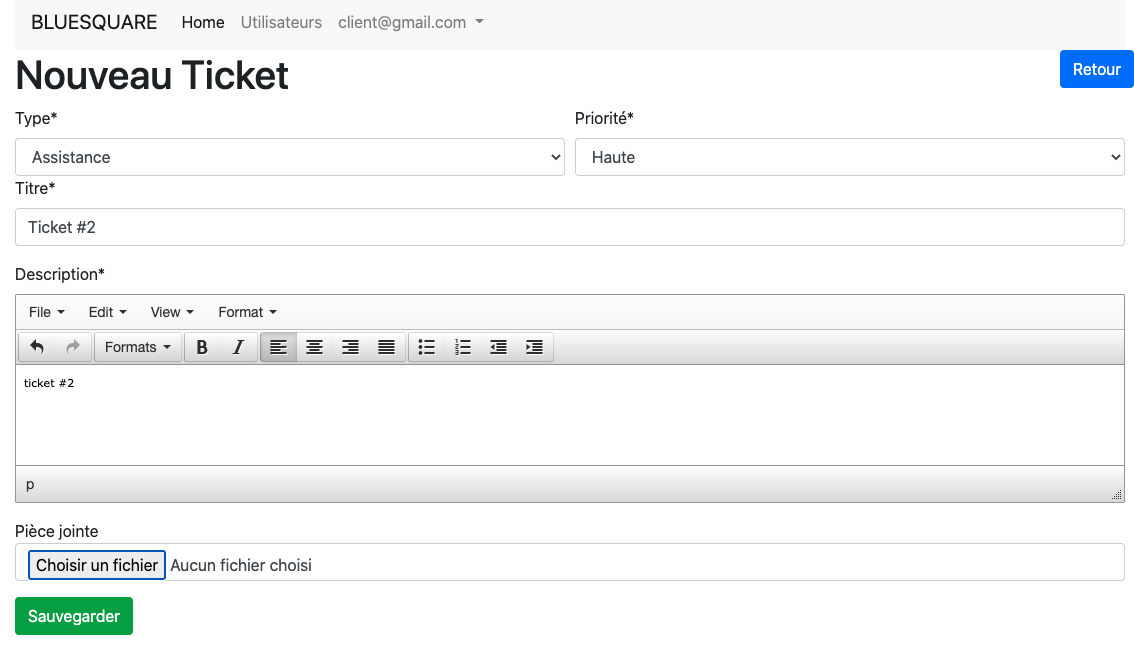 BLUESQUARE Home Utilisateurs client@gmail.com
Nouveau Ticket Retour
Type* Priorité*
Assistance Haute
Titre*
Ticket #2
Description*
File Edit View Format
Formats B I
ticket #2
p
Pièce jointe
Choisir un fichier Aucun fichier choisi
Sauvegarder